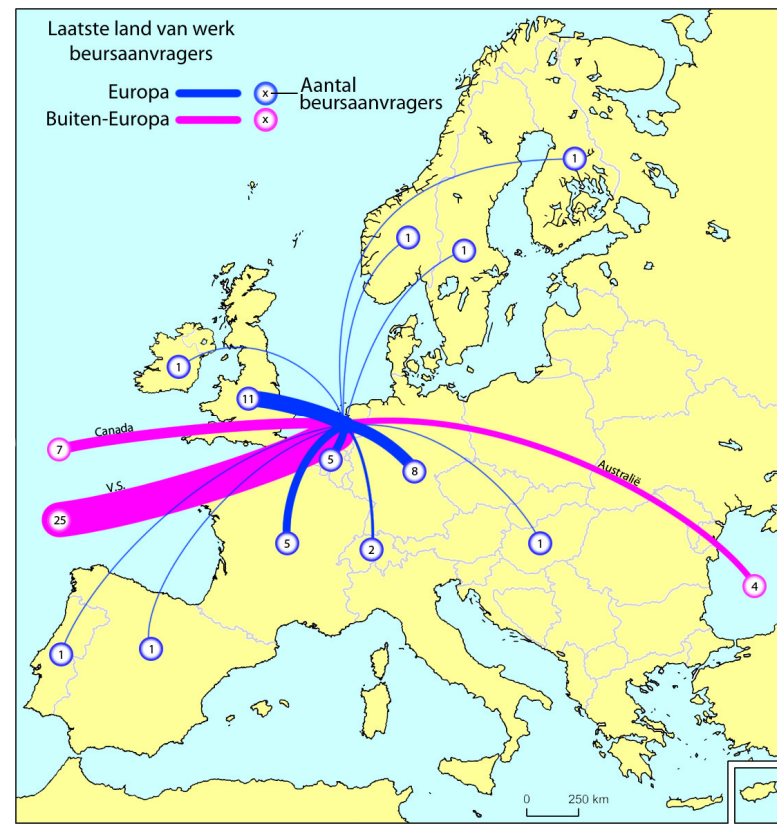 Laatste land van werk
beursaanvragers
Europa
x
Aantal
beursaanvragers
Buiten-Europa
x
1
1
1
1
11
Canada
7
5
8
Australië
V.S.
25
5
2
1
4
1
1
0 250 km